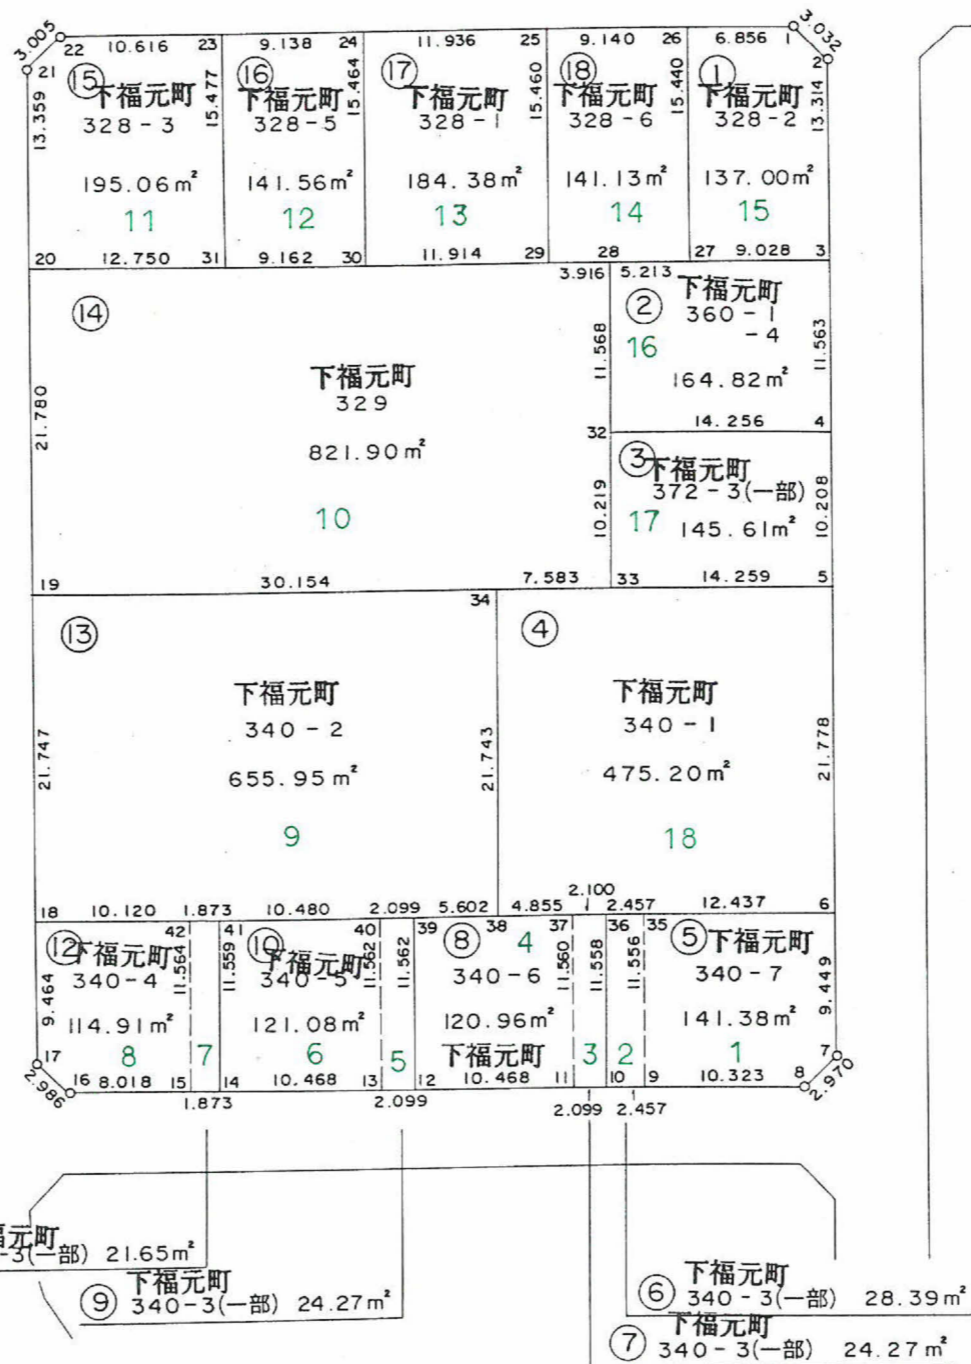 3.005
22 10.616 23 9.138 24 11.936 25 9.140 26 6.856 1
3.032
21 2
⑮ ⑯ ⑰ ⑱ ①
下福元町 下福元町 下福元町 下福元町 下福元町
328-3 328-5 328-1 328-6 328-2
13.359 15.477 15.464 15.460 15.440 13.314
195.06m² 141.56m² 184.38m² 141.13m² 137.00m²
11 12 13 14 15
20 12.750 31 9.162 30 11.914 29 28 27 9.028 3
3.916 5.213
⑭
下福元町
329
821.90m²
10
21.780
11.568
②
下福元町
360-1
-4
16
164.82m²
11.563
14.256 4
32
③
下福元町
372-3(一部)
17 145.61m²
10.219
10.208
19 30.154 7.583 33 14.259 5
34
⑬
下福元町
340-2
655.95m²
9
21.747
21.743
④
下福元町
340-1
475.20m²
18
21.778
2.100
18 10.120 1.873 10.480 2.099 5.602 4.855 2.457 12.437 6
42 41 40 39 38 37 36 35
⑫ 下福元町
340-4
114.91m²
8
9.464
11.564
7
11.559
⑩ 下福元町
340-5
121.08m²
6
11.562
5
11.562
⑧ 4
340-6
120.96m²
下福元町
11.560
3
11.558
2
11.556
⑤ 下福元町
340-7
141.38m²
1
9.449
17 7
2.986 2.970
16 8.018 15 14 10.468 13 12 10.468 11 10 9 10.323 8
1.873 2.099 2.099 2.457
福元町
-3(一部) 21.65m²
下福元町
⑨ 340-3(一部) 24.27m²
下福元町
⑥ 340-3(一部) 28.39m²
下福元町
⑦ 340-3(一部) 24.27m²